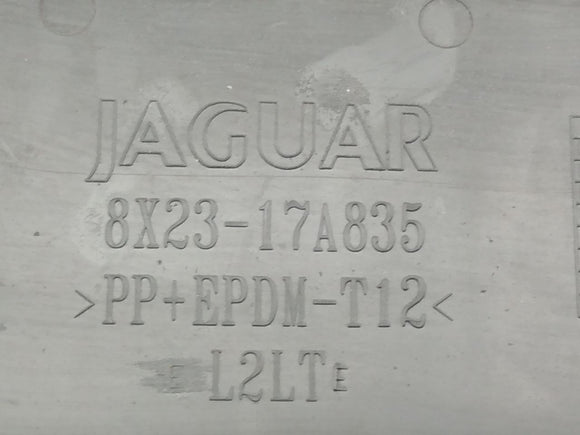 JAGUAR
8X23-17A835
>PP+EPDM-T12<
E L2LT E